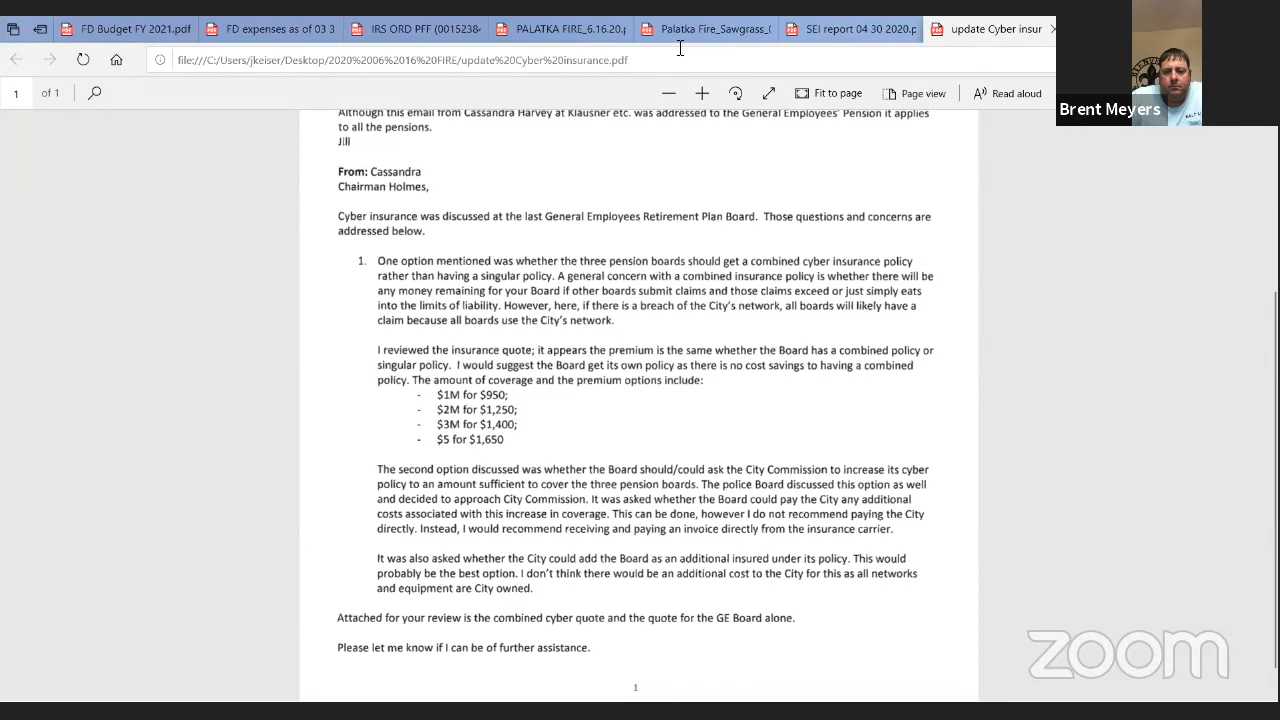 FD Budget FY 2021.pdf
FD expenses as of 03 3
IRS ORD PFF (0015238
PALATKA FIRE_6.16.20.p
Palatka Fire_Sawgrass_
SEI report 04 30 2020.p
update Cyber insur
file:///C:/Users/jkeiser/Desktop/2020%2006%2016%20FIRE/update%20Cyber%20insurance.pdf
1 of 1
Fit to page
Page view
Read aloud
Brent Meyers
Although this email from Cassandra Harvey at Klausner etc. was addressed to the General Employees' Pension it applies
to all the pensions.
Jill
From: Cassandra
Chairman Holmes,
Cyber insurance was discussed at the last General Employees Retirement Plan Board. Those questions and concerns are
addressed below.
1. One option mentioned was whether the three pension boards should get a combined cyber insurance policy
rather than having a singular policy. A general concern with a combined insurance policy is whether there will be
any money remaining for your Board if other boards submit claims and those claims exceed or just simply eats
into the limits of liability. However, here, if there is a breach of the City's network, all boards will likely have a
claim because all boards use the City's network.
I reviewed the insurance quote; it appears the premium is the same whether the Board has a combined policy or
singular policy. I would suggest the Board get its own policy as there is no cost savings to having a combined
policy. The amount of coverage and the premium options include:
- $1M for $950;
- $2M for $1,250;
- $3M for $1,400;
- $5 for $1,650
The second option discussed was whether the Board should/could ask the City Commission to increase its cyber
policy to an amount sufficient to cover the three pension boards. The police Board discussed this option as well
and decided to approach City Commission. It was asked whether the Board could pay the City any additional
costs associated with this increase in coverage. This can be done, however I do not recommend paying the City
directly. Instead, I would recommend receiving and paying an invoice directly from the insurance carrier.
It was also asked whether the City could add the Board as an additional insured under its policy. This would
probably be the best option. I don't think there would be an additional cost to the City for this as all networks
and equipment are City owned.
Attached for your review is the combined cyber quote and the quote for the GE Board alone.
Please let me know if I can be of further assistance.
1
zoom